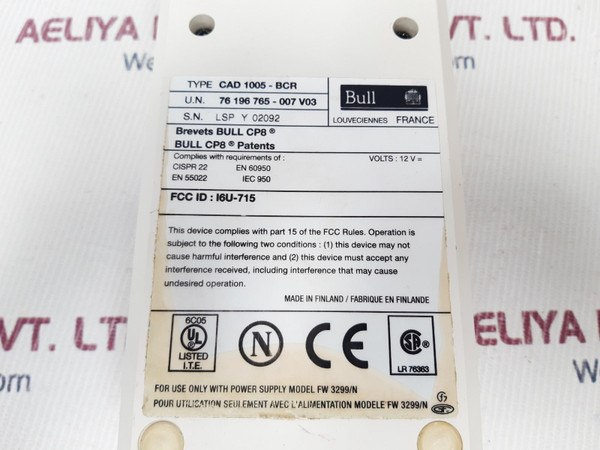 AELIYA
VT. LTD.
We
om
TYPE CAD 1005 - BCR
U.N. 76 196 765 - 007 V03
S.N. LSP Y 02092
Bull
LOUVECIENNES FRANCE
Brevets BULL CP8 ®
BULL CP8 ® Patents
Complies with requirements of :
CISPR 22 EN 60950
EN 55022 IEC 950
VOLTS : 12 V =
FCC ID : I6U-715
This device complies with part 15 of the FCC Rules. Operation is
subject to the following two conditions : (1) this device may not
cause harmful interference and (2) this device must accept any
interference received, including interference that may cause
undesired operation.
MADE IN FINLAND / FABRIQUE EN FINLANDE
6C05
UL ®
LISTED
I.T.E.
N
CE
SA ®
LR 76363
FOR USE ONLY WITH POWER SUPPLY MODEL FW 3299/N
POUR UTILISATION SEULEMENT AVEC L'ALIMENTATION MODELE FW 3299/N
VT. LTD.
AELIYA
We
om